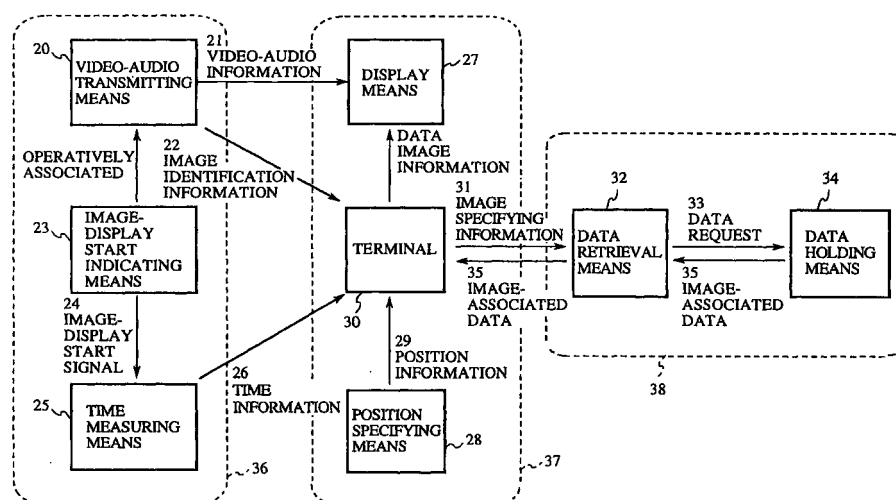 20
VIDEO-AUDIO
TRANSMITTING
MEANS
21
VIDEO-AUDIO
INFORMATION
DISPLAY
MEANS
27
OPERATIVELY
ASSOCIATED
22
IMAGE
IDENTIFICATION
INFORMATION
DATA
IMAGE
INFORMATION
23
IMAGE-
DISPLAY
START
INDICATING
MEANS
TERMINAL
30
31
IMAGE
SPECIFYING
INFORMATION
32
DATA
RETRIEVAL
MEANS
33
DATA
REQUEST
34
DATA
HOLDING
MEANS
35
IMAGE-
ASSOCIATED
DATA
35
IMAGE-
ASSOCIATED
DATA
24
IMAGE-
DISPLAY
START
SIGNAL
25
TIME
MEASURING
MEANS
26
TIME
INFORMATION
29
POSITION
INFORMATION
POSITION
SPECIFYING
MEANS
28
36
37
38